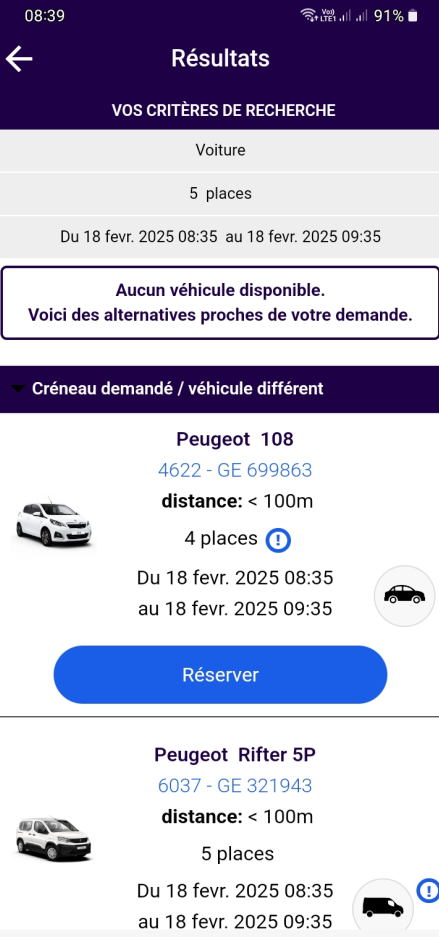 08:39
Vo))
LTE1
91%
Résultats
VOS CRITÈRES DE RECHERCHE
Voiture
5 places
Du 18 fevr. 2025 08:35 au 18 fevr. 2025 09:35
Aucun véhicule disponible.
Voici des alternatives proches de votre demande.
Créneau demandé / véhicule différent
Peugeot 108
4622 - GE 699863
distance: < 100m
4 places
Du 18 fevr. 2025 08:35
au 18 fevr. 2025 09:35
Réserver
Peugeot Rifter 5P
6037 - GE 321943
distance: < 100m
5 places
Du 18 fevr. 2025 08:35
au 18 fevr. 2025 09:35